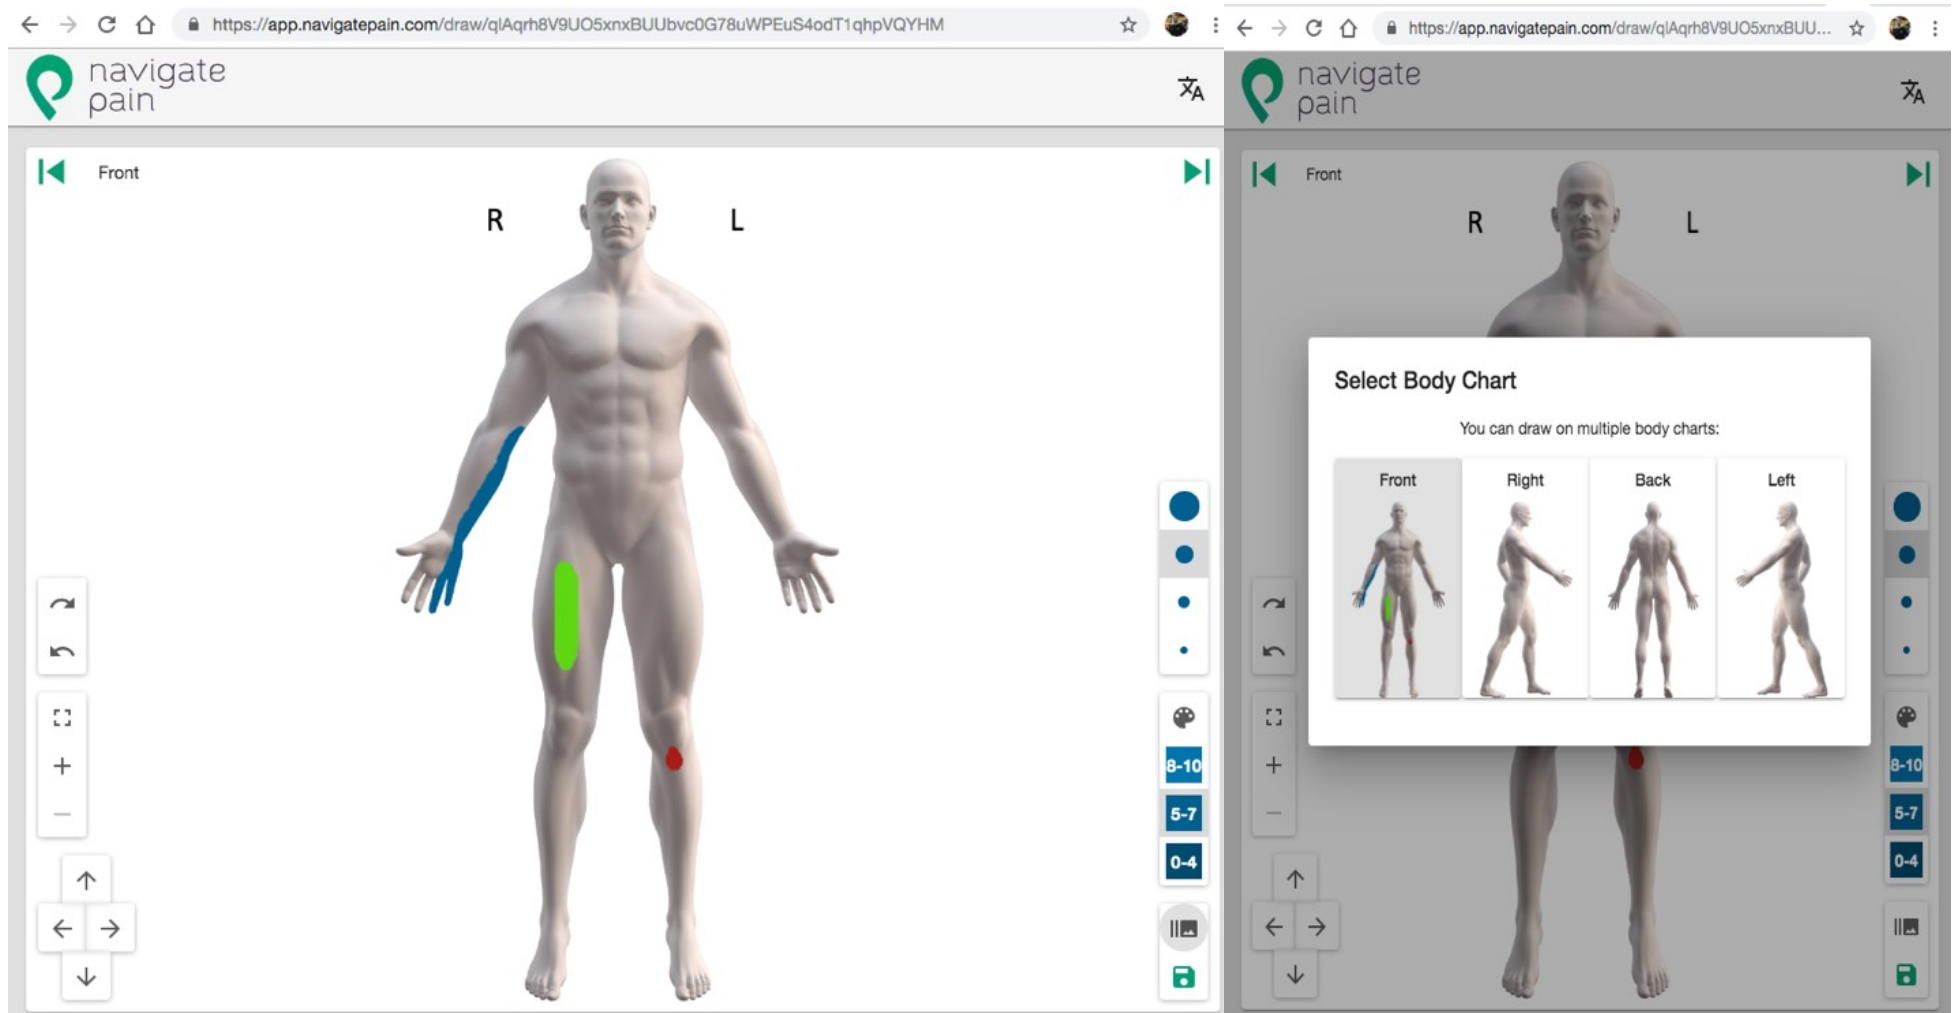 https://app.navigatepain.com/draw/qlAqrh8V9UO5xnxBUUbvc0G78uWPEuS4odT1qhpVQYHM
navigate
pain
Front
R
L
8-10
5-7
0-4
https://app.navigatepain.com/draw/qlAqrh8V9UO5xnxBUU...
navigate
pain
Front
R
L
Select Body Chart
You can draw on multiple body charts:
Front Right Back Left
8-10
5-7
0-4